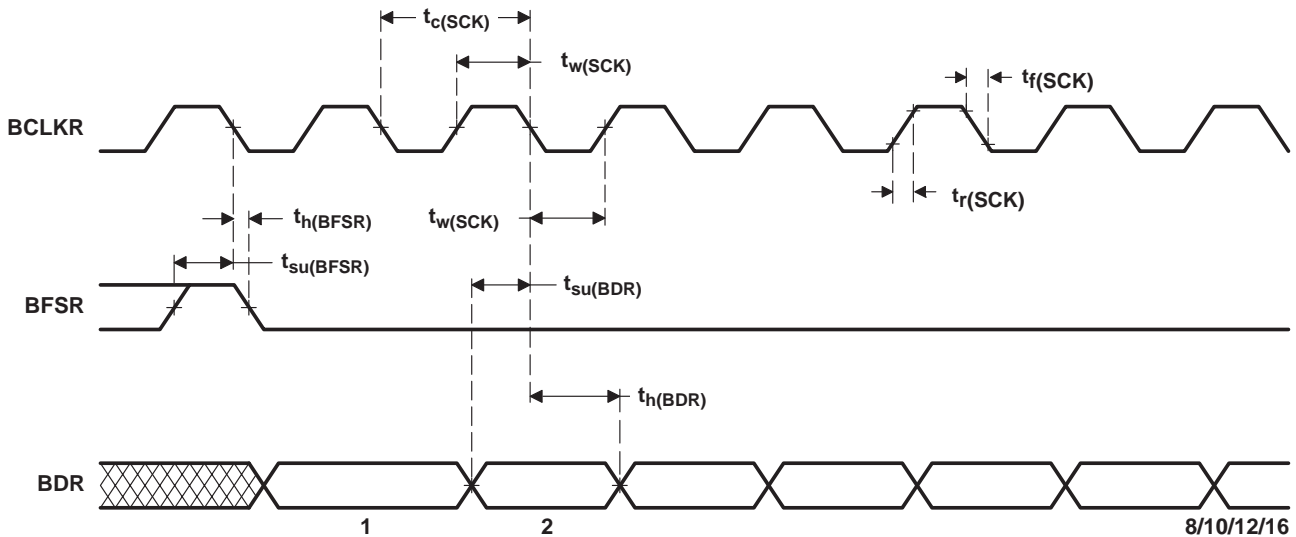 tc(SCK)
tw(SCK)
tf(SCK)
BCLKR
tr(SCK)
th(BFSR)
tw(SCK)
tsu(BFSR)
tsu(BDR)
BFSR
th(BDR)
BDR
1 2 8/10/12/16